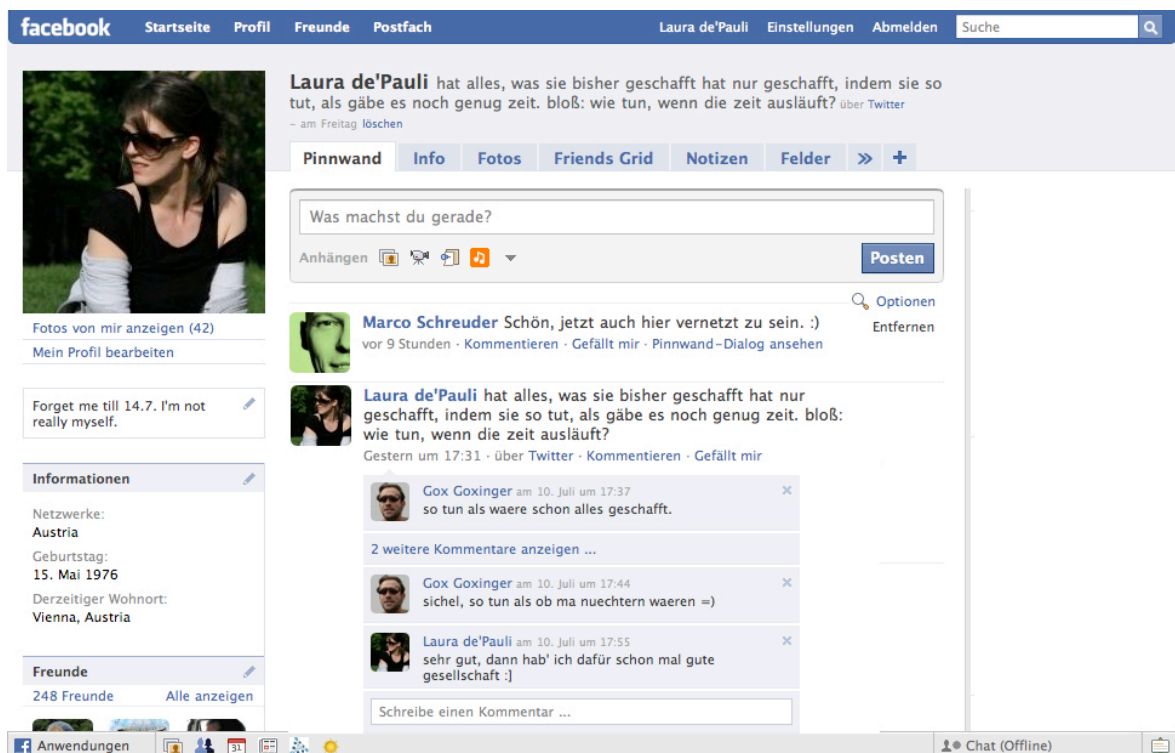 facebook Startseite Profil Freunde Postfach Laura de'Pauli Einstellungen Abmelden Suche
Laura de'Pauli hat alles, was sie bisher geschafft hat nur geschafft, indem sie so
tut, als gäbe es noch genug zeit. bloß: wie tun, wenn die zeit ausläuft? über Twitter
– am Freitag löschen
Pinnwand Info Fotos Friends Grid Notizen Felder » +
Was machst du gerade?
Anhängen
Posten
Optionen
Entfernen
Marco Schreuder Schön, jetzt auch hier vernetzt zu sein. :)
vor 9 Stunden · Kommentieren · Gefällt mir · Pinnwand-Dialog ansehen
Laura de'Pauli hat alles, was sie bisher geschafft hat nur
geschafft, indem sie so tut, als gäbe es noch genug zeit. bloß:
wie tun, wenn die zeit ausläuft?
Gestern um 17:31 · über Twitter · Kommentieren · Gefällt mir
Gox Goxinger am 10. Juli um 17:37
so tun als waere schon alles geschafft.
2 weitere Kommentare anzeigen ...
Gox Goxinger am 10. Juli um 17:44
sichel, so tun als ob ma nuechtern waeren =)
Laura de'Pauli am 10. Juli um 17:55
sehr gut, dann hab' ich dafür schon mal gute
gesellschaft :]
Schreibe einen Kommentar ...
Fotos von mir anzeigen (42)
Mein Profil bearbeiten
Forget me till 14.7. I'm not
really myself.
Informationen
Netzwerke:
Austria
Geburtstag:
15. Mai 1976
Derzeitiger Wohnort:
Vienna, Austria
Freunde
248 Freunde Alle anzeigen
Anwendungen 31 Chat (Offline)